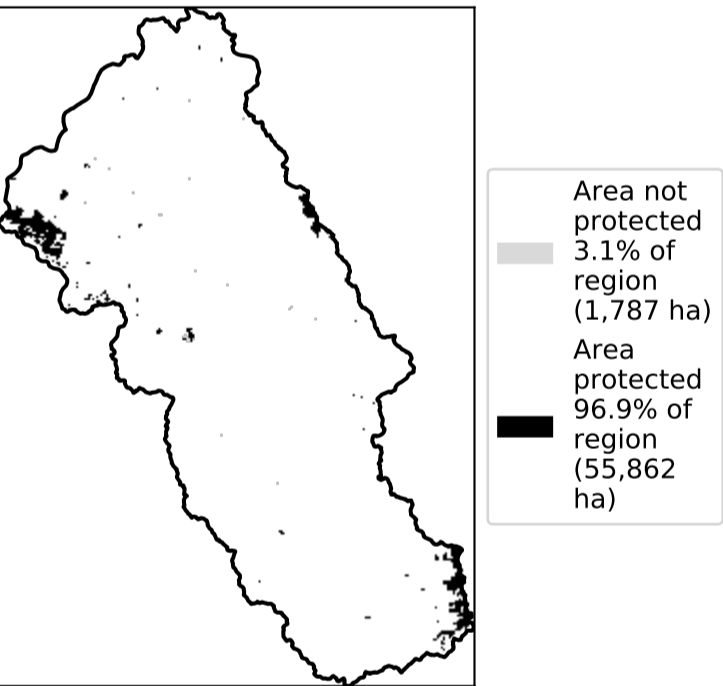 Area not
protected
3.1% of
region
(1,787 ha)
Area
protected
96.9% of
region
(55,862
ha)